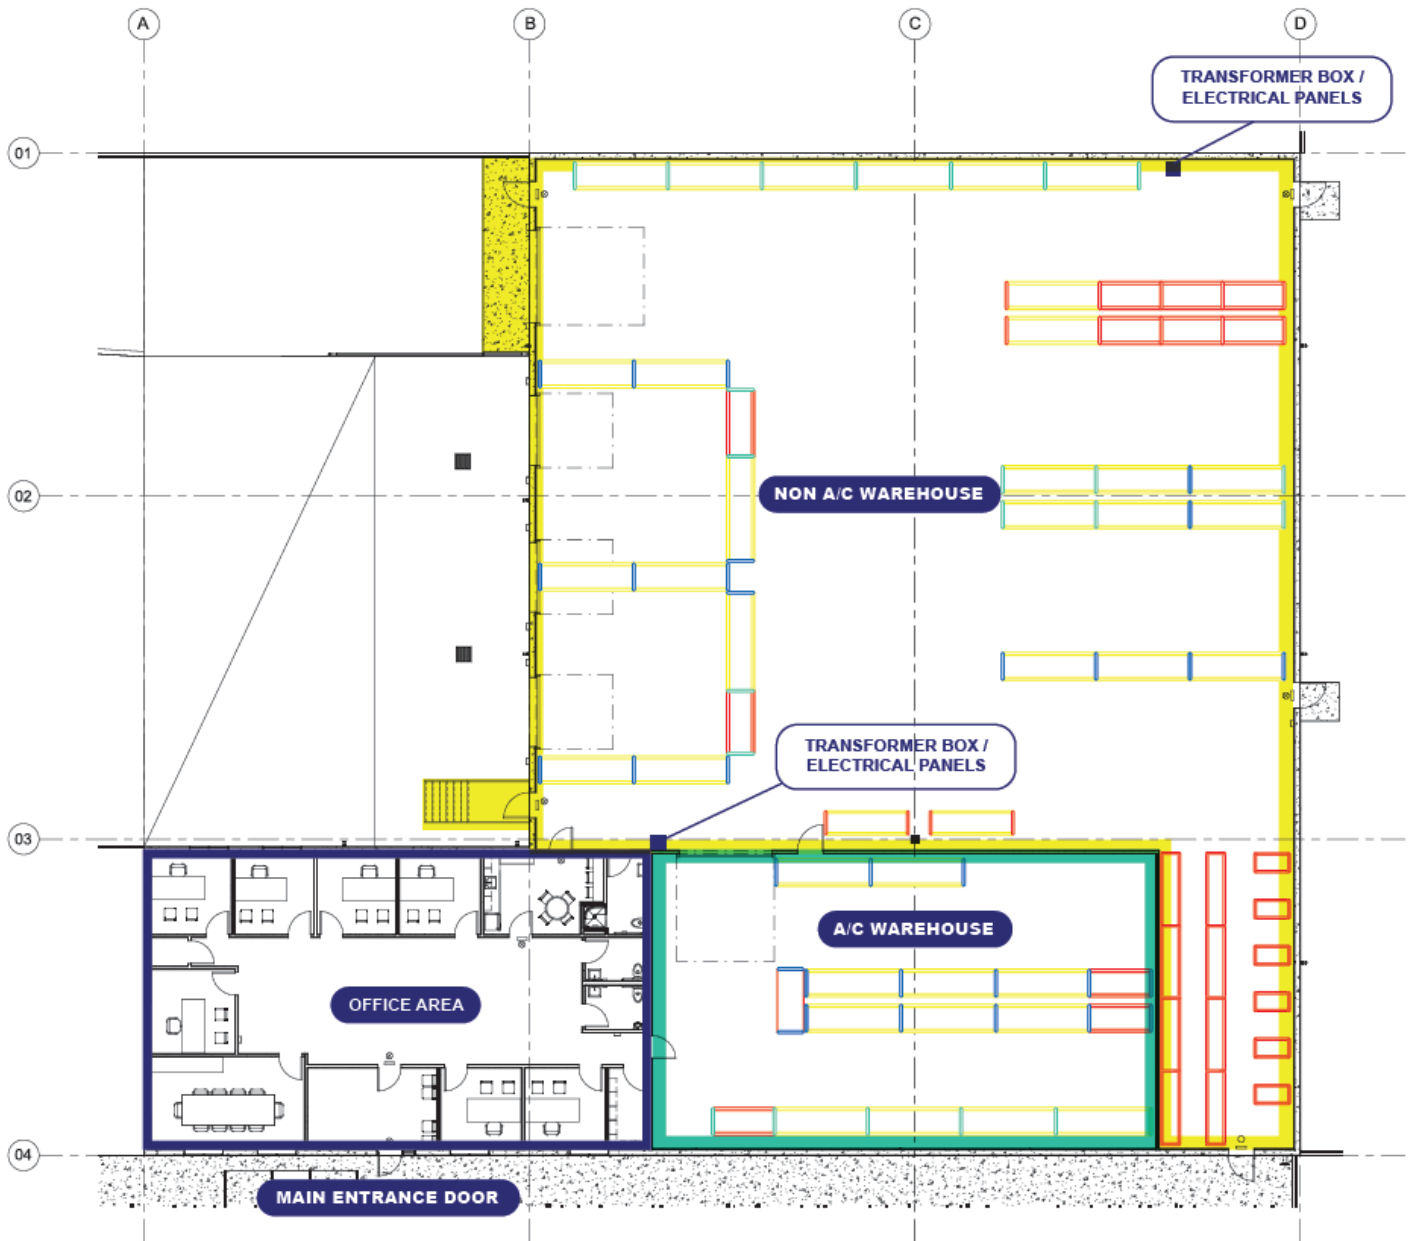 A
B
C
D
TRANSFORMER BOX /
ELECTRICAL PANELS
01
02
NON A/C WAREHOUSE
TRANSFORMER BOX /
ELECTRICAL PANELS
03
A/C WAREHOUSE
OFFICE AREA
04
MAIN ENTRANCE DOOR